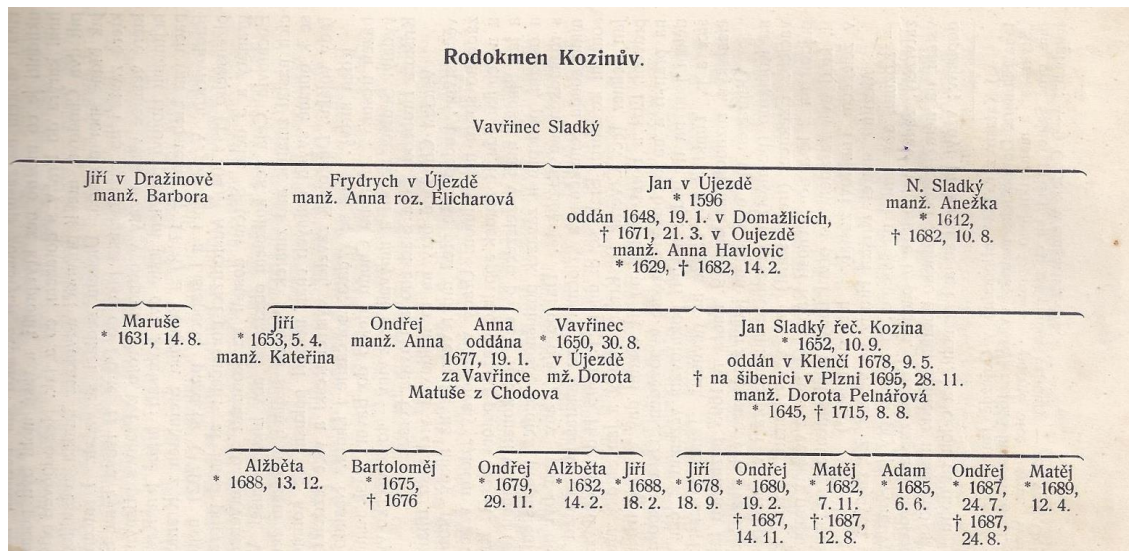 Rodokmen Kozinův.
Vavřinec Sladký
Jiří v Dražinově
manž. Barbora
Frydrych v Újezdě
manž. Anna roz. Elicharová
Jan v Újezdě
* 1596
oddán 1648, 19. 1. v Domažlicích,
† 1671, 21. 3. v Oujezdě
manž. Anna Havlovic
* 1629, † 1682, 14. 2.
N. Sladký
manž. Anežka
* 1612,
† 1682, 10. 8.
Maruše
* 1631, 14. 8.
Jiří
* 1653, 5. 4.
manž. Kateřina
Ondřej
manž. Anna
Anna
oddána
1677, 19. 1.
za Vavřince
Matuše z Chodova
Vavřinec
* 1650, 30. 8.
v Újezdě
mž. Dorota
Jan Sladký řeč. Kozina
* 1652, 10. 9.
oddán v Klenčí 1678, 9. 5.
† na šibenici v Plzni 1695, 28. 11.
manž. Dorota Pelnářová
* 1645, † 1715, 8. 8.
Alžběta
* 1688, 13. 12.
Bartoloměj
* 1675,
† 1676
Ondřej
* 1679,
29. 11.
Alžběta
* 1632,
14. 2.
Jiří
* 1688,
18. 2.
Jiří
* 1678,
18. 9.
Ondřej
* 1680,
19. 2.
† 1687,
14. 11.
Matěj
* 1682,
7. 11.
† 1687,
12. 8.
Adam
* 1685,
6. 6.
Ondřej
* 1687,
24. 7.
† 1687,
24. 8.
Matěj
* 1689,
12. 4.